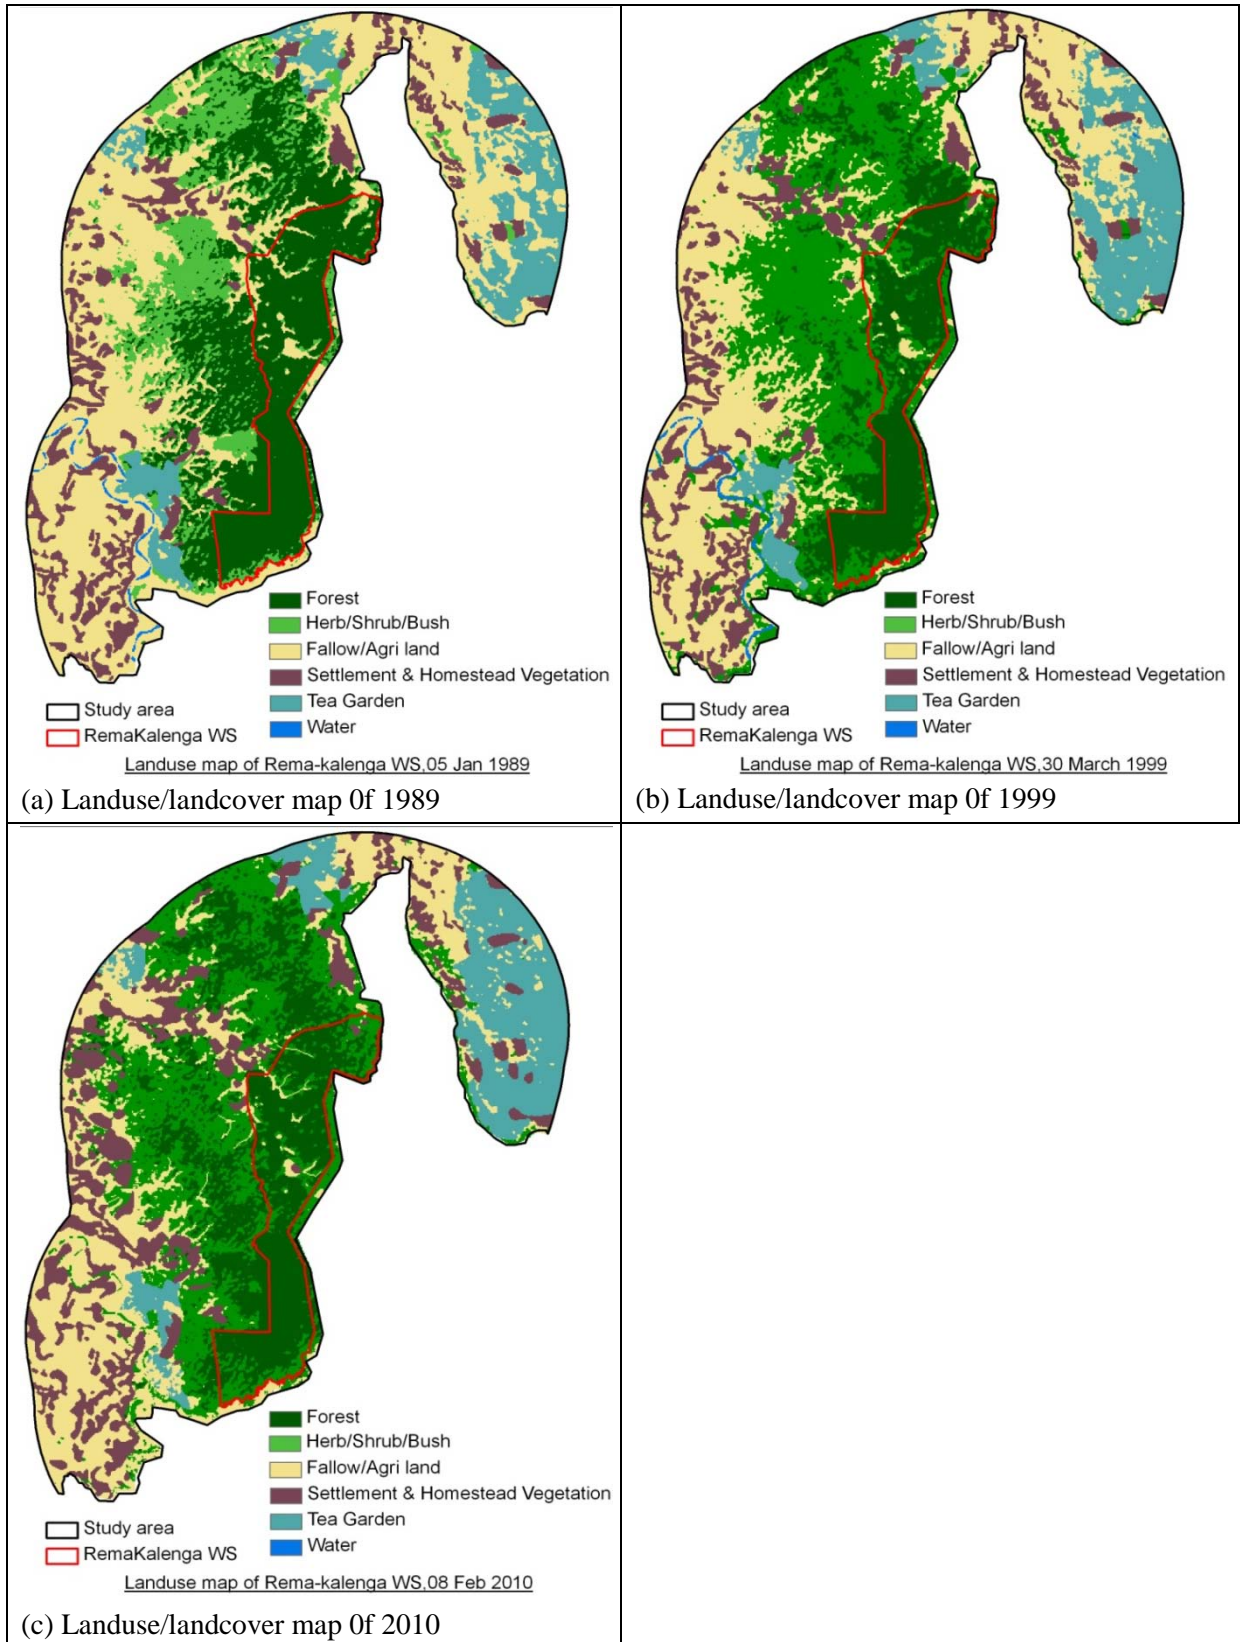 Forest
Herb/Shrub/Bush
Fallow/Agri land
Settlement & Homestead Vegetation
Tea Garden
Water
Study area
RemaKalenga WS
Landuse map of Rema-kalenga WS,05 Jan 1989
(a) Landuse/landcover map 0f 1989
Forest
Herb/Shrub/Bush
Fallow/Agri land
Settlement & Homestead Vegetation
Tea Garden
Water
Study area
RemaKalenga WS
Landuse map of Rema-kalenga WS,30 March 1999
(b) Landuse/landcover map 0f 1999
Forest
Herb/Shrub/Bush
Fallow/Agri land
Settlement & Homestead Vegetation
Tea Garden
Water
Study area
RemaKalenga WS
Landuse map of Rema-kalenga WS,08 Feb 2010
(c) Landuse/landcover map 0f 2010